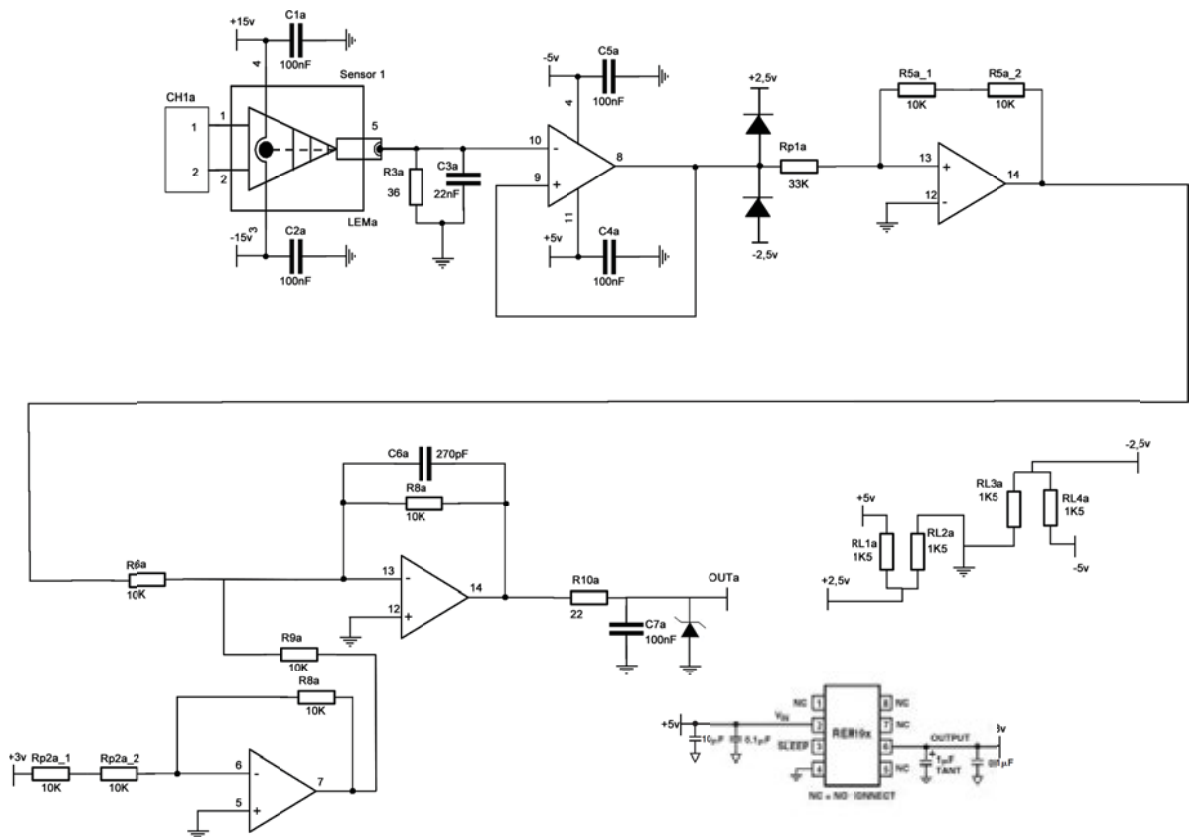 +15v
C1a
100nF
4
Sensor 1
CH1a
1
1
2
2
5
3
LEMa
-15v
C2a
100nF
R3a
36
C3a
22nF
-5v
C5a
100nF
4
10
-
9
+
8
11
+5v
C4a
100nF
+2,5v
-2,5v
Rp1a
33K
R5a_1
10K
R5a_2
10K
13
+
12
-
14
C6a
270pF
R8a
10K
R6a
10K
13
-
12
+
14
R10a
22
OUTa
C7a
100nF
R9a
10K
R8a
10K
+3v
Rp2a_1
10K
Rp2a_2
10K
6
-
5
+
7
-2,5v
RL3a
1K5
RL4a
1K5
-5v
+5v
RL1a
1K5
RL2a
1K5
+2,5v
+5v
10µF
VIN
NC
1
2
SLEEP
3
4
8
NC
7
NC
6
OUTPUT
5
NC
+
1µF
TANT